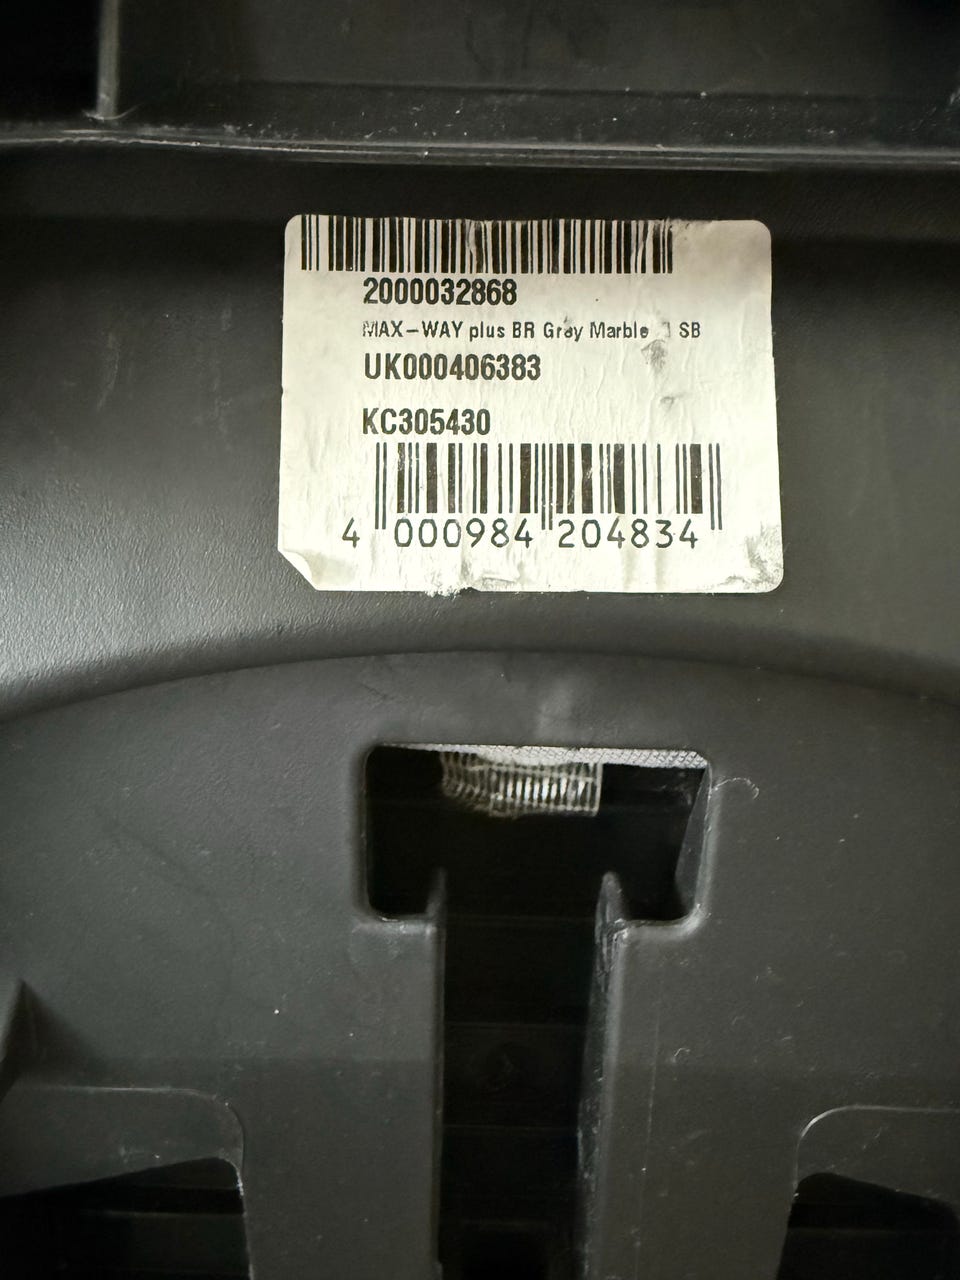 2000032868
MAX-WAY plus BR Grey Marble SB
UK000406383
KC305430
4 000984 204834